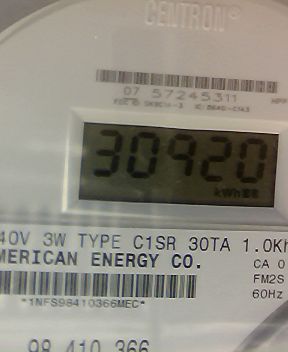 CENTRON®
07 57245311
30920
kWh
40V 3W TYPE C1SR 30TA 1.0Kh
MERICAN ENERGY CO.
CA 0
FM2S
*1NFS98410366MEC*
60Hz
98 410 366